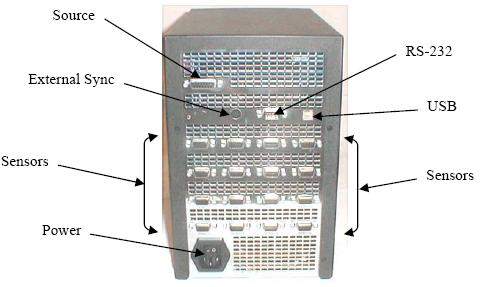 Source
RS-232
External Sync
USB
Sensors
Sensors
Power